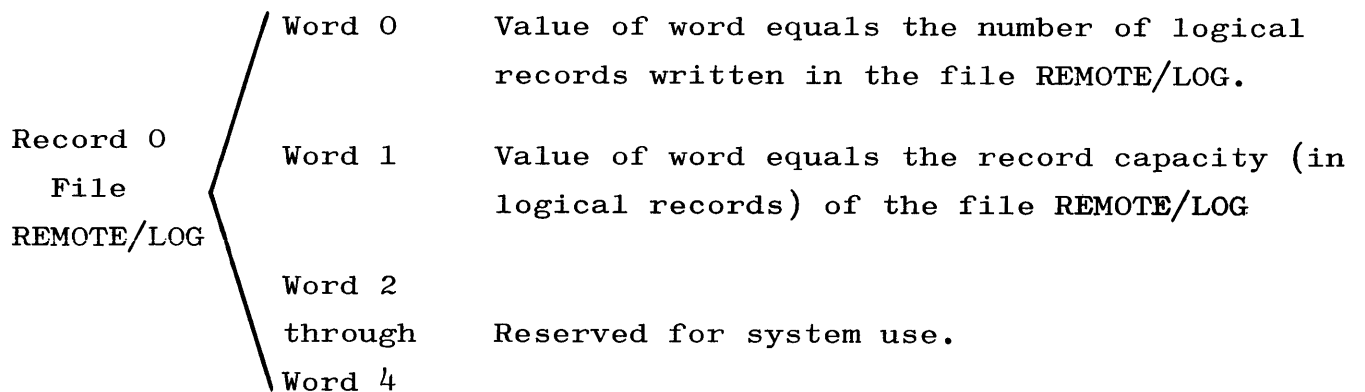 Word 0 Value of word equals the number of logical
records written in the file REMOTE/LOG.
Record 0
File
REMOTE/LOG
Word 1 Value of word equals the record capacity (in
logical records) of the file REMOTE/LOG
Word 2
through Reserved for system use.
Word 4